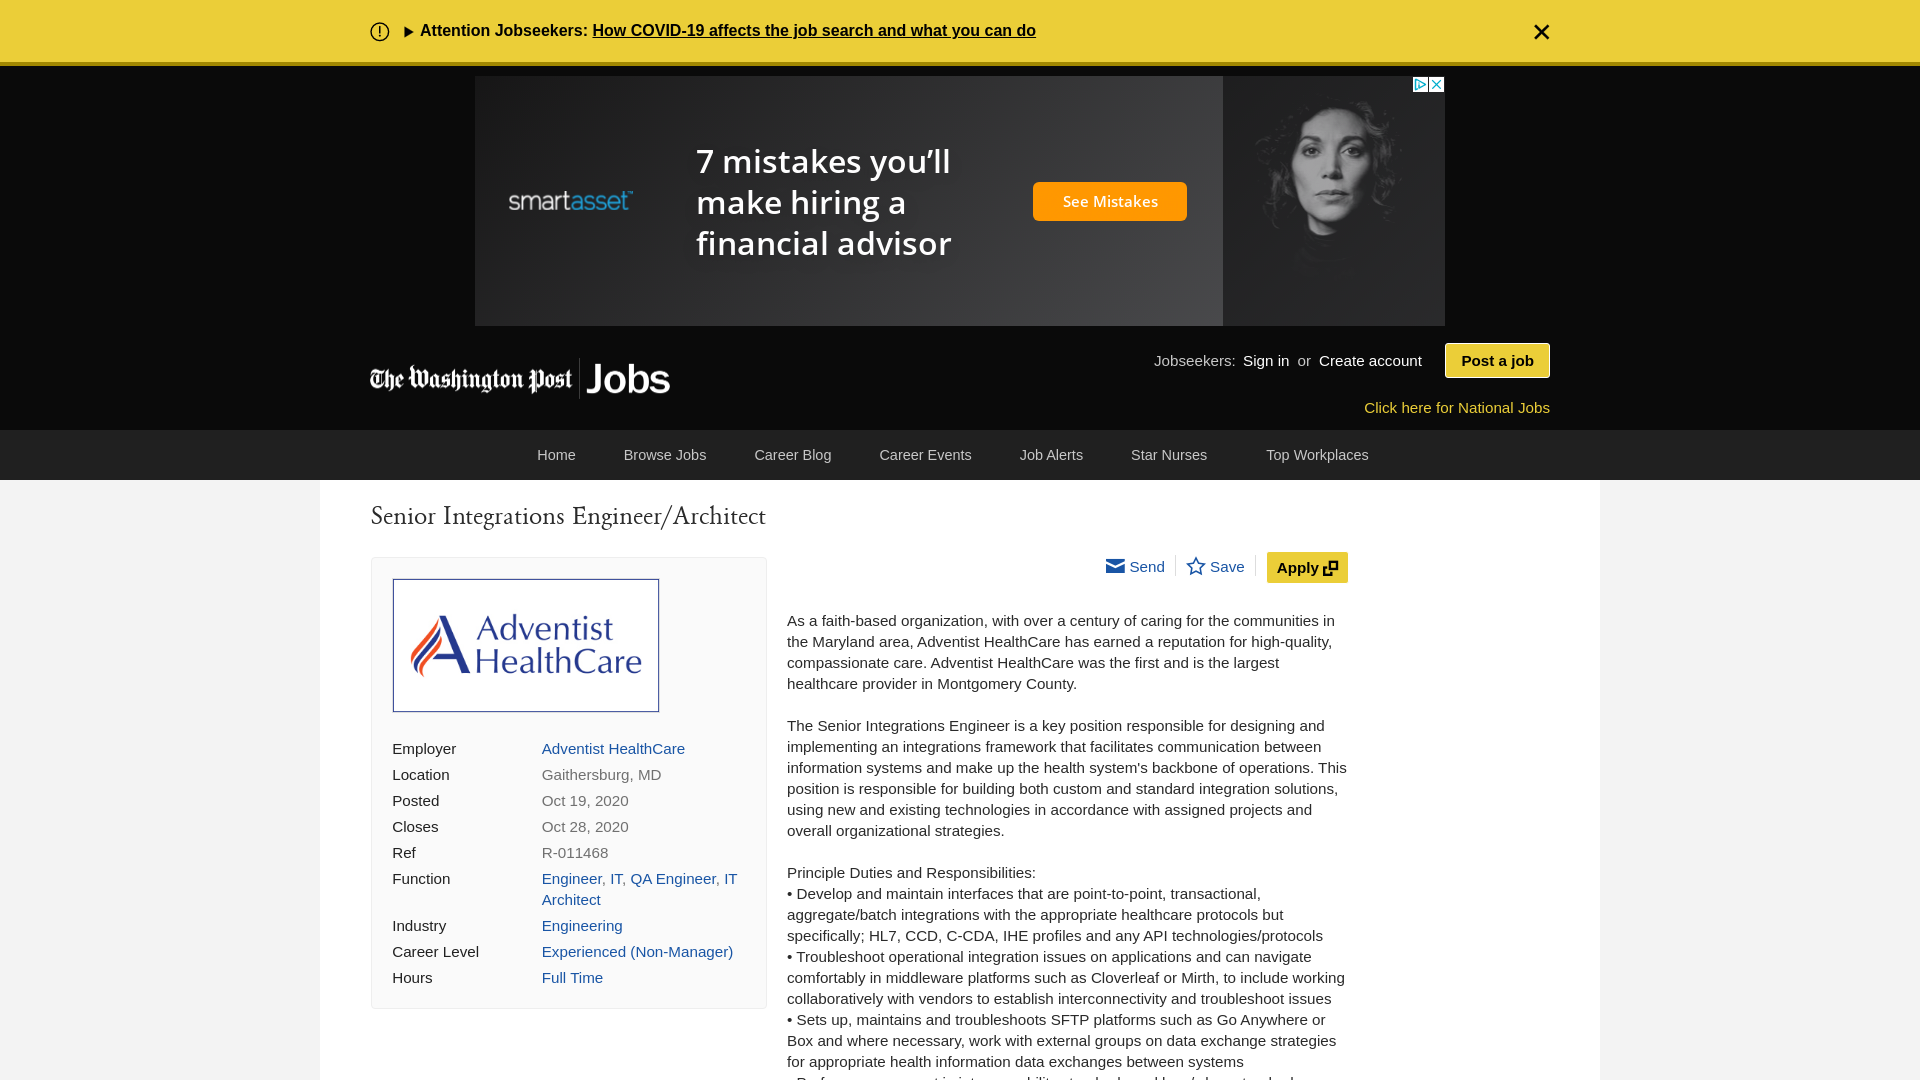 Attention Jobseekers: How COVID-19 affects the job search and what you can do
smartasset™
7 mistakes you’ll
make hiring a
financial advisor
See Mistakes
The Washington Post Jobs
Jobseekers: Sign in or Create account
Post a job
Click here for National Jobs
Home Browse Jobs Career Blog Career Events Job Alerts Star Nurses Top Workplaces
Senior Integrations Engineer/Architect
Adventist
HealthCare
Employer Adventist HealthCare
Location Gaithersburg, MD
Posted Oct 19, 2020
Closes Oct 28, 2020
Ref R-011468
Function Engineer, IT, QA Engineer, IT
Architect
Industry Engineering
Career Level Experienced (Non-Manager)
Hours Full Time
Send Save Apply
As a faith-based organization, with over a century of caring for the communities in
the Maryland area, Adventist HealthCare has earned a reputation for high-quality,
compassionate care. Adventist HealthCare was the first and is the largest
healthcare provider in Montgomery County.
The Senior Integrations Engineer is a key position responsible for designing and
implementing an integrations framework that facilitates communication between
information systems and make up the health system's backbone of operations. This
position is responsible for building both custom and standard integration solutions,
using new and existing technologies in accordance with assigned projects and
overall organizational strategies.
Principle Duties and Responsibilities:
• Develop and maintain interfaces that are point-to-point, transactional,
aggregate/batch integrations with the appropriate healthcare protocols but
specifically; HL7, CCD, C-CDA, IHE profiles and any API technologies/protocols
• Troubleshoot operational integration issues on applications and can navigate
comfortably in middleware platforms such as Cloverleaf or Mirth, to include working
collaboratively with vendors to establish interconnectivity and troubleshoot issues
• Sets up, maintains and troubleshoots SFTP platforms such as Go Anywhere or
Box and where necessary, work with external groups on data exchange strategies
for appropriate health information data exchanges between systems